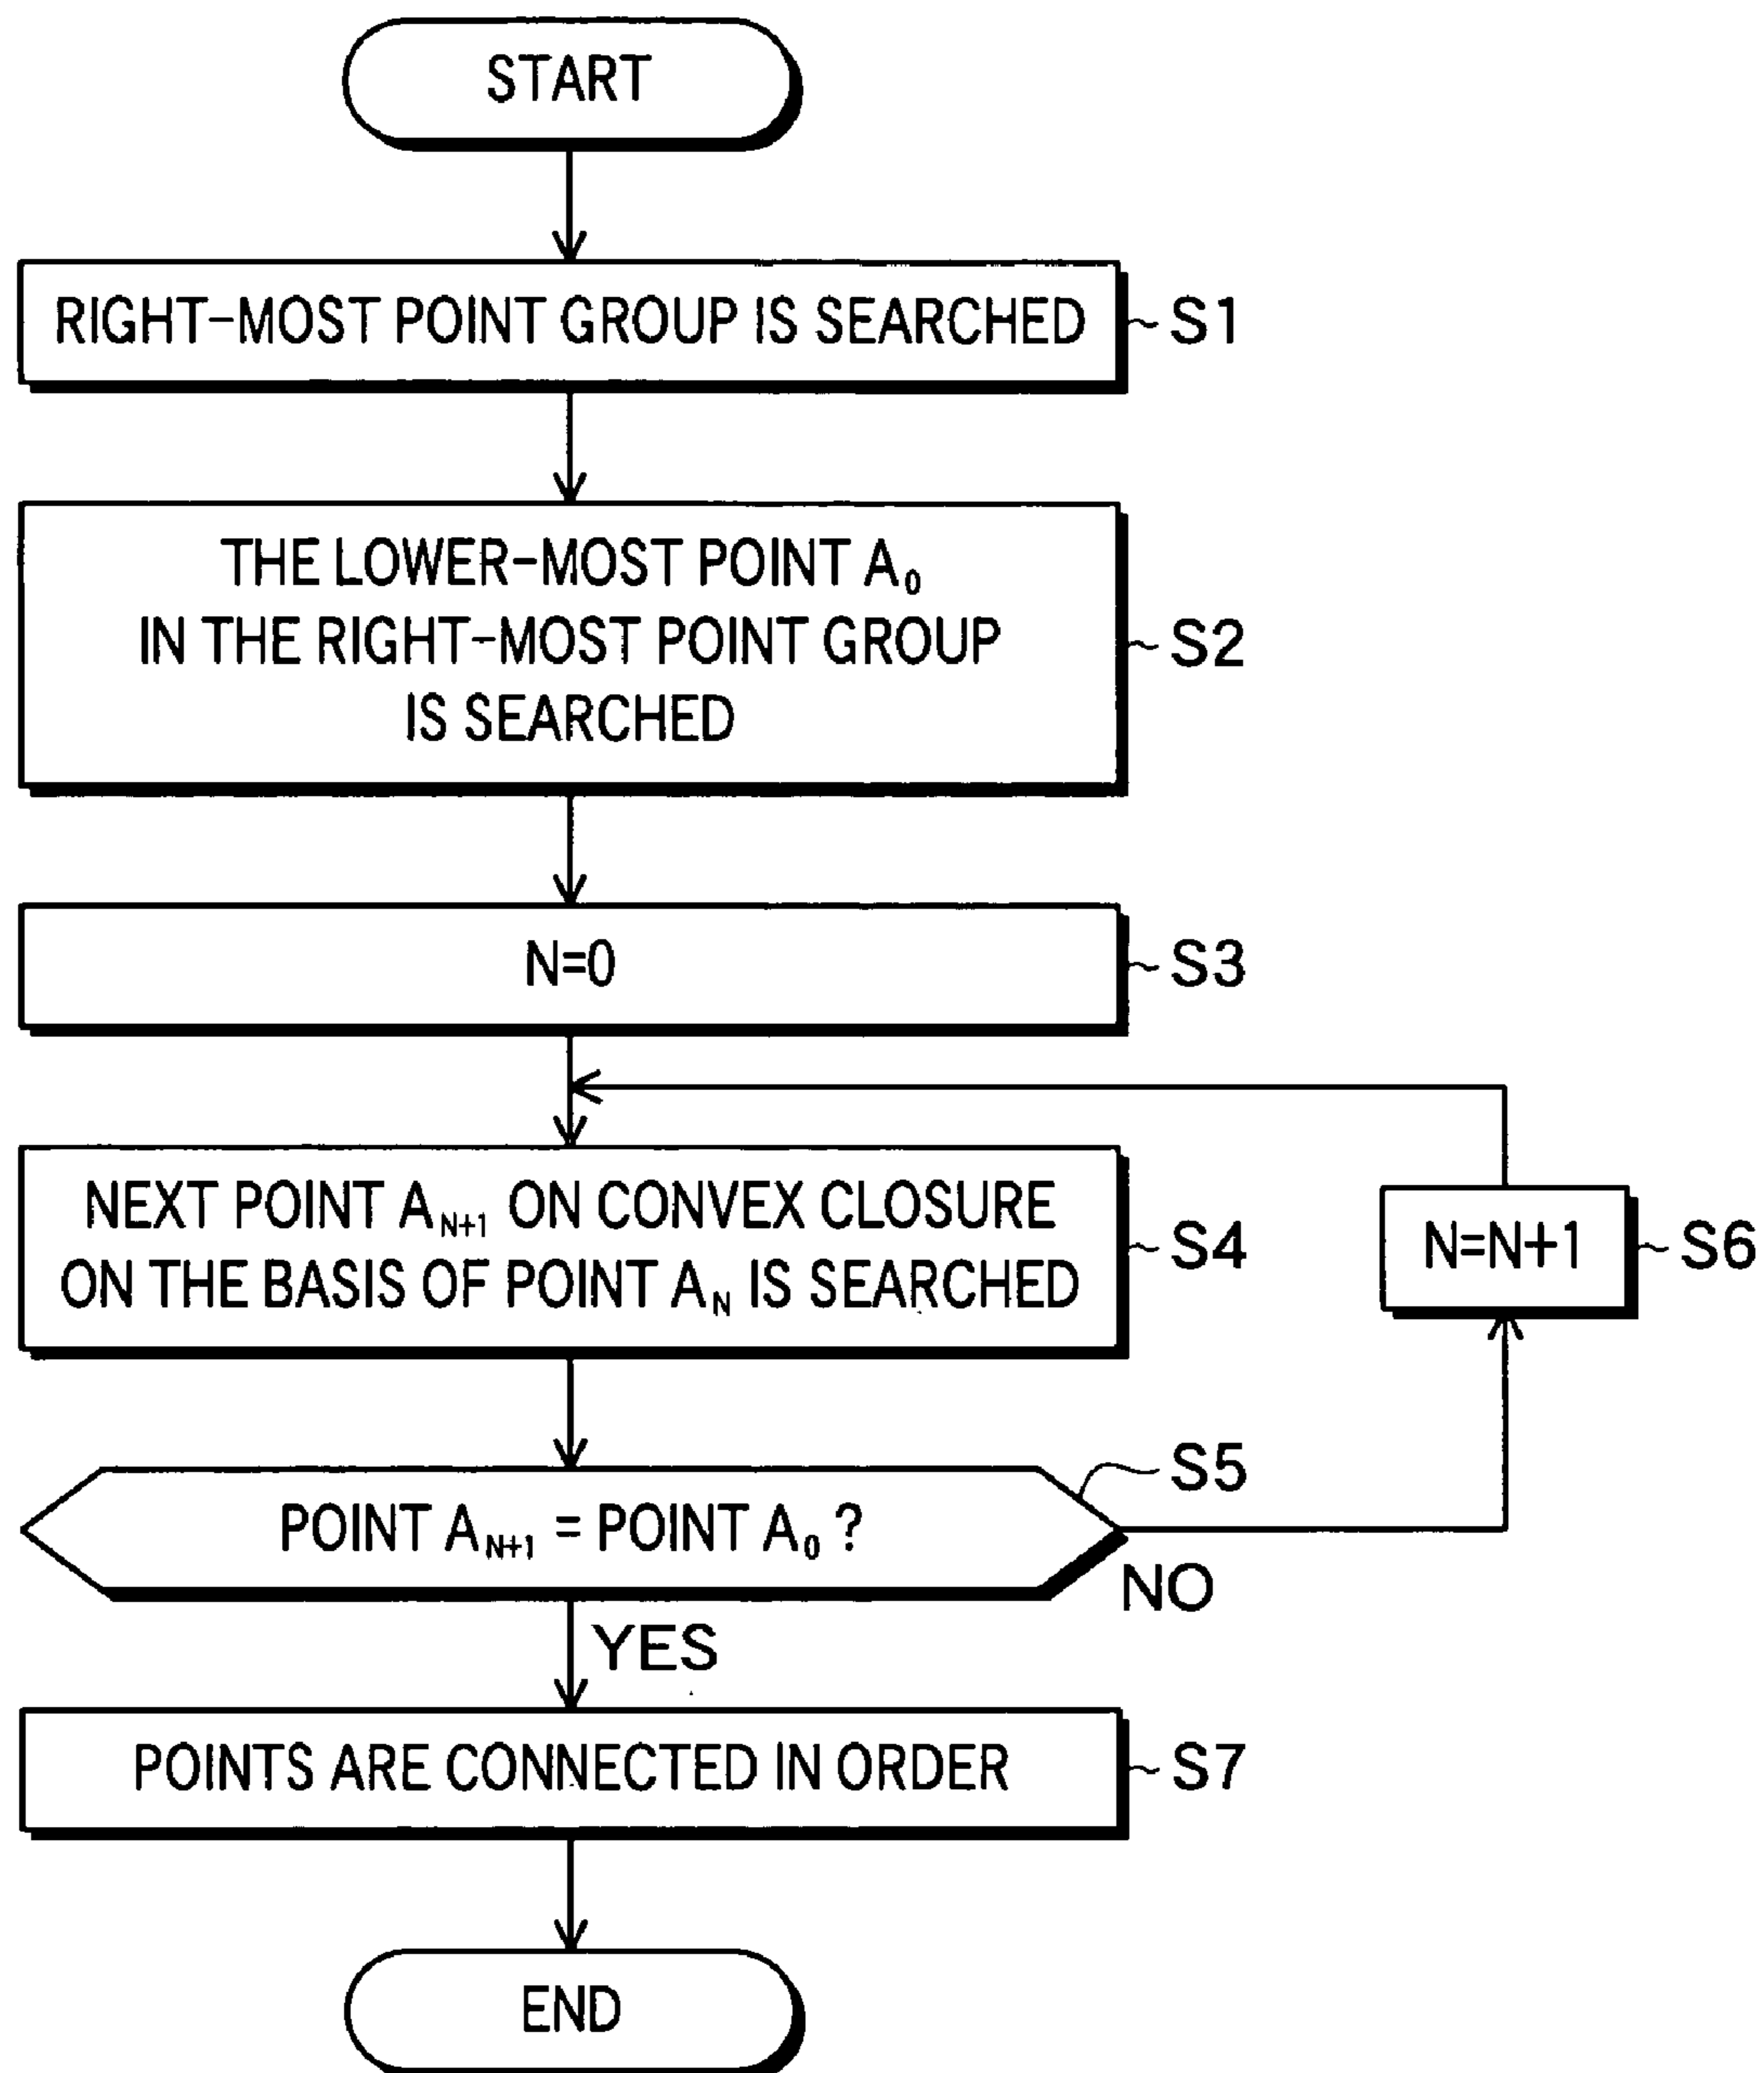 START
RIGHT-MOST POINT GROUP IS SEARCHED
S1
THE LOWER-MOST POINT A₀
IN THE RIGHT-MOST POINT GROUP
IS SEARCHED
S2
N=0
S3
NEXT POINT Aₙ₊₁ ON CONVEX CLOSURE
ON THE BASIS OF POINT Aₙ IS SEARCHED
S4
N=N+1
S6
POINT Aₙ₊₁ = POINT A₀ ?
S5
NO
YES
POINTS ARE CONNECTED IN ORDER
S7
END